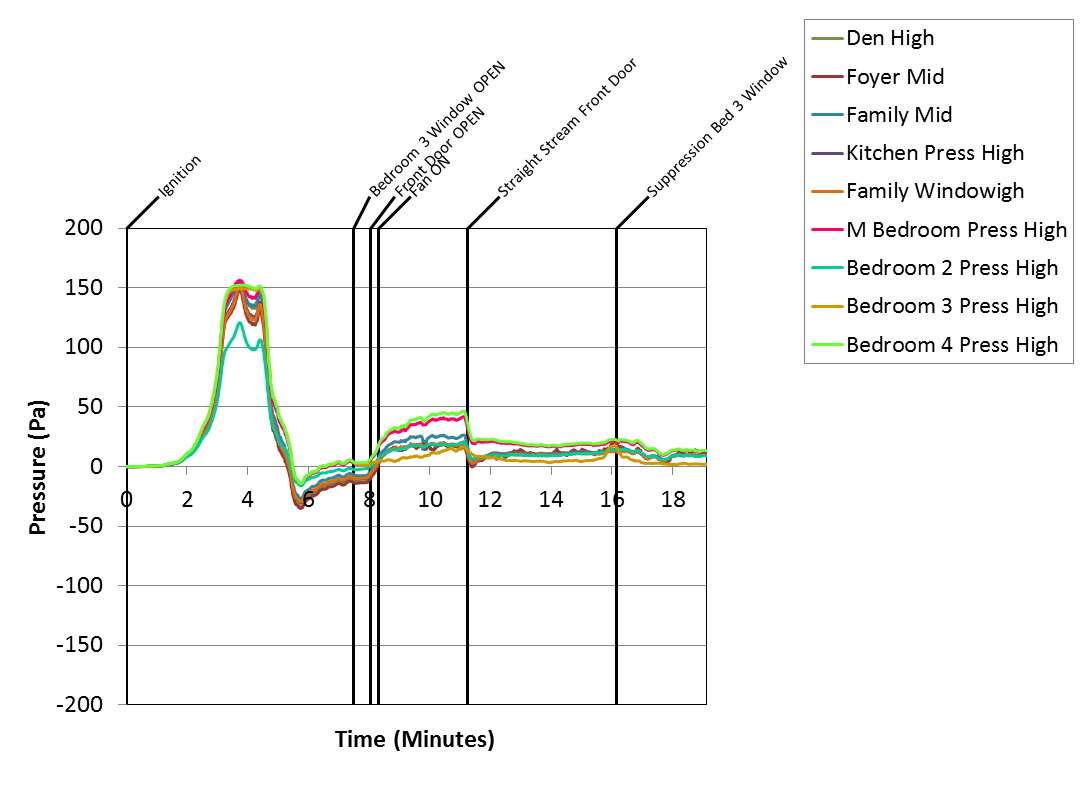 Ignition
Bedroom 3 Window OPEN
Front Door OPEN
Fan ON
Straight Stream Front Door
Suppression Bed 3 Window
Den High
Foyer Mid
Family Mid
Kitchen Press High
Family Windowigh
M Bedroom Press High
Bedroom 2 Press High
Bedroom 3 Press High
Bedroom 4 Press High
200
150
100
50
0
-50
-100
-150
-200
0 2 4 6 8 10 12 14 16 18
Pressure (Pa)
Time (Minutes)